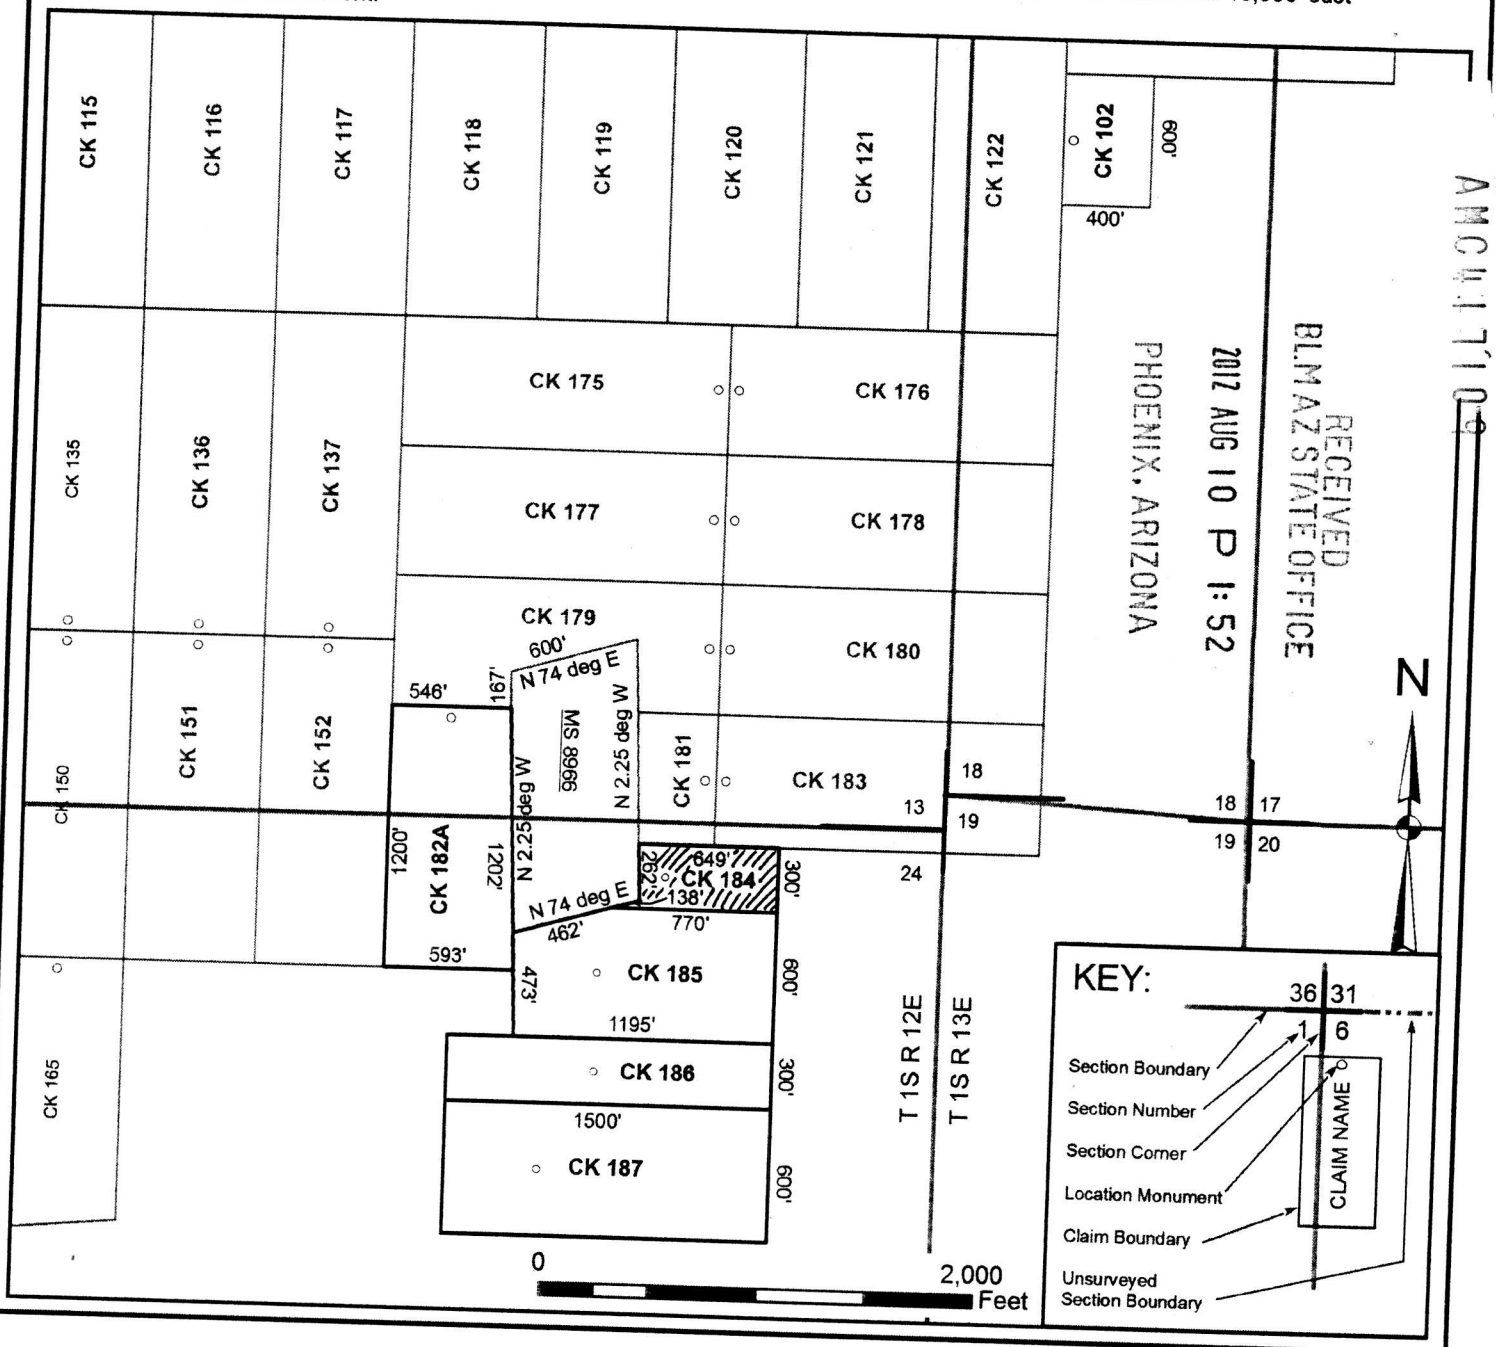 CK 115
CK 116
CK 117
CK 118
CK 119
CK 120
CK 121
CK 122
CK 102
600'
400'
CK 135
CK 136
CK 137
CK 175
CK 176
CK 177
CK 178
CK 179
CK 180
600'
N 74 deg E
167'
546'
MS 8966
N 2.25 deg W
N 2.25 deg W
CK 150
CK 151
CK 152
CK 181
CK 183
13
18
19
24
18
17
19
20
1200'
CK 182A
1202'
593'
262'
649'
CK 184
138'
300'
N 74 deg E
462'
770'
473'
CK 185
600'
1195'
CK 186
300'
1500'
CK 187
600'
CK 165
T 1S R 12E
T 1S R 13E
RECEIVED
BLM AZ STATE OFFICE
2012 AUG 10 P 1:52
PHOENIX, ARIZONA
N
0
2,000
Feet
KEY:
36
31
1
6
Section Boundary
Section Number
Section Corner
Location Monument
Claim Boundary
Unsurveyed
Section Boundary
CLAIM NAME